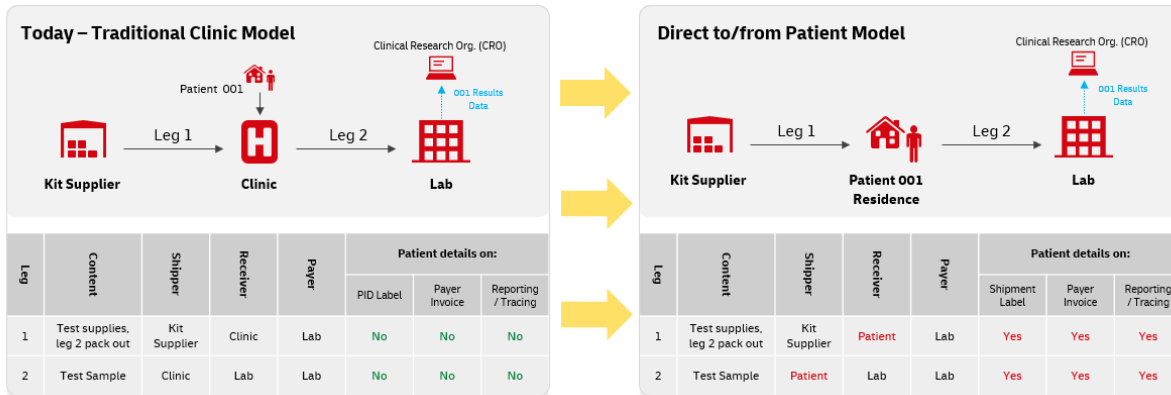 Today – Traditional Clinic Model
Clinical Research Org. (CRO)
Patient 001
001 Results
Data
Leg 1
Leg 2
Kit Supplier
Clinic
Lab
Leg
Content
Shipper
Receiver
Payer
Patient details on:
PID Label
Payer
Invoice
Reporting
/ Tracing
1
Test supplies,
leg 2 pack out
Kit
Supplier
Clinic
Lab
No
No
No
2
Test Sample
Clinic
Lab
Lab
No
No
No
Direct to/from Patient Model
Clinical Research Org. (CRO)
001 Results
Data
Leg 1
Leg 2
Kit Supplier
Patient 001
Residence
Lab
Leg
Content
Shipper
Receiver
Payer
Patient details on:
Shipment
Label
Payer
Invoice
Reporting
/ Tracing
1
Test supplies,
leg 2 pack out
Kit
Supplier
Patient
Lab
Yes
Yes
Yes
2
Test Sample
Patient
Lab
Lab
Yes
Yes
Yes